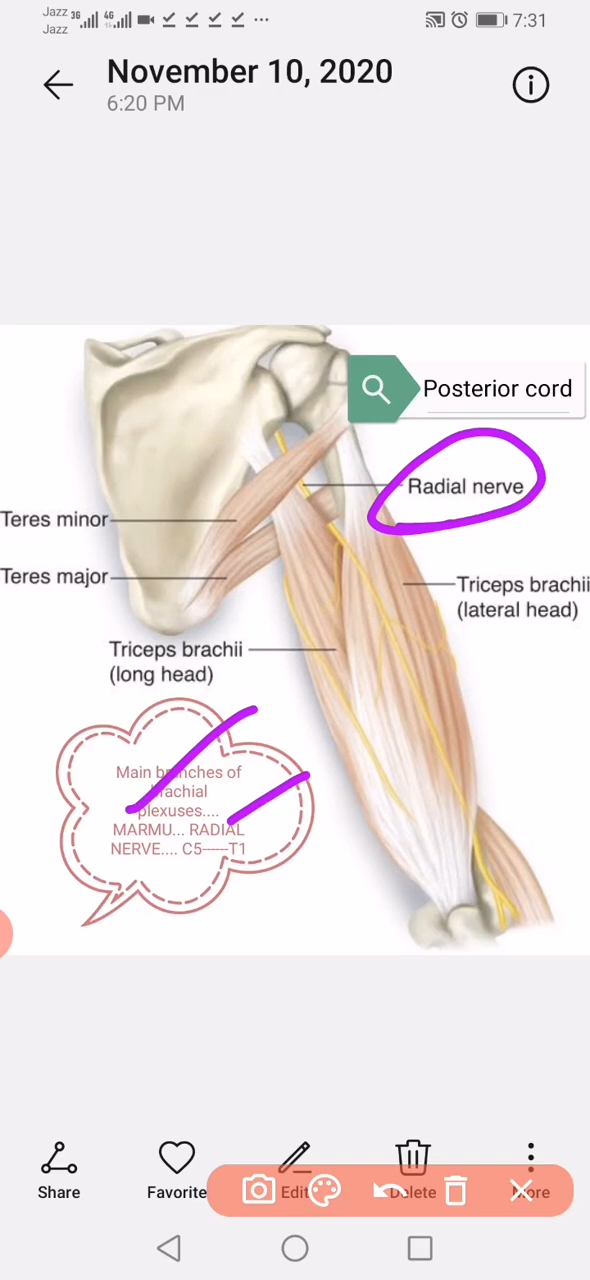 Jazz 3G 4G 7:31
Jazz
November 10, 2020
6:20 PM
Posterior cord
Radial nerve
Teres minor
Teres major
Triceps brachii
(lateral head)
Triceps brachii
(long head)
Main branches of
brachial
plexuses....
MARMU... RADIAL
NERVE.... C5-----T1
Share
Favorite
Edit
Delete
More